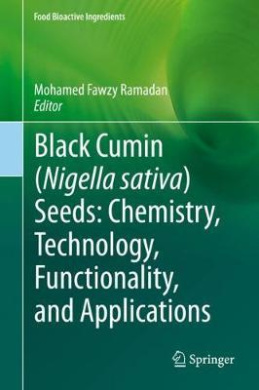 Food Bioactive Ingredients
Mohamed Fawzy Ramadan
Editor
Black Cumin
(Nigella sativa)
Seeds: Chemistry,
Technology,
Functionality,
and Applications
Springer